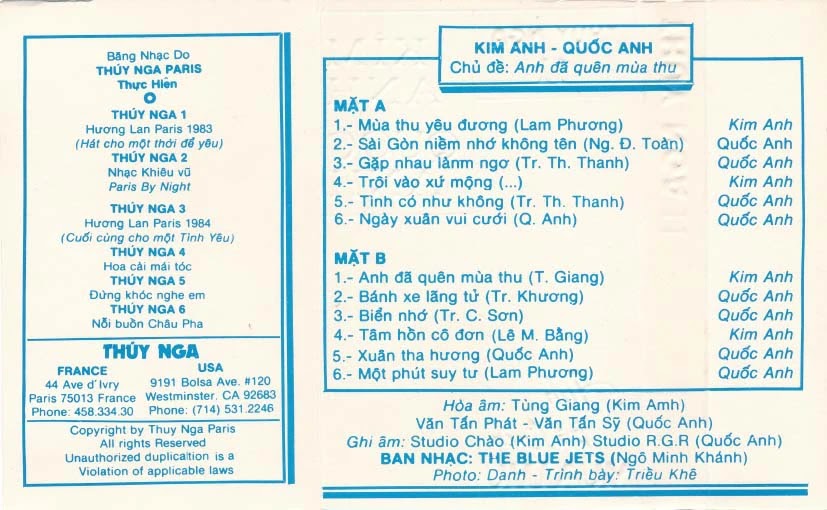 Băng Nhạc Do
THÚY NGA PARIS
Thực Hiện
THÚY NGA 1
Hương Lan Paris 1983
(Hát cho một thời để yêu)
THÚY NGA 2
Nhạc Khiêu vũ
Paris By Night
THÚY NGA 3
Hương Lan Paris 1984
(Cuối cùng cho một Tình Yêu)
THÚY NGA 4
Hoa cài mái tóc
THÚY NGA 5
Đừng khóc nghe em
THÚY NGA 6
Nỗi buồn Châu Pha
THÚY NGA
FRANCE
44 Ave d'Ivry
Paris 75013 France
Phone: 458.334.30
USA
9191 Bolsa Ave. #120
Westminster. CA 92683
Phone: (714) 531.2246
Copyright by Thuy Nga Paris
All rights Reserved
Unauthorized duplicaltion is a
Violation of applicable laws
KIM ANH - QUỐC ANH
Chủ đề: Anh đã quên mùa thu
MẶT A
1.- Mùa thu yêu đương (Lam Phương) Kim Anh
2.- Sài Gòn niềm nhớ không tên (Ng. Đ. Toàn) Quốc Anh
3.- Gặp nhau lànm ngơ (Tr. Th. Thanh) Quốc Anh
4.- Trôi vào xứ mộng (...) Kim Anh
5.- Tình có như không (Tr. Th. Thanh) Quốc Anh
6.- Ngày xuân vui cưới (Q. Anh) Quốc Anh
MẶT B
1.- Anh đã quên mùa thu (T. Giang) Kim Anh
2.- Bánh xe lãng tử (Tr. Khương) Quốc Anh
3.- Biển nhớ (Tr. C. Sơn) Quốc Anh
4.- Tâm hồn cô đơn (Lê M. Bằng) Kim Anh
5.- Xuân tha hương (Quốc Anh) Quốc Anh
6.- Một phút suy tư (Lam Phương) Quốc Anh
Hòa âm: Tùng Giang (Kim Amh)
Văn Tấn Phát - Văn Tấn Sỹ (Quốc Anh)
Ghi âm: Studio Chào (Kim Anh) Studio R.G.R (Quốc Anh)
BAN NHẠC: THE BLUE JETS (Ngô Minh Khánh)
Photo: Danh - Trình bày: Triều Khê